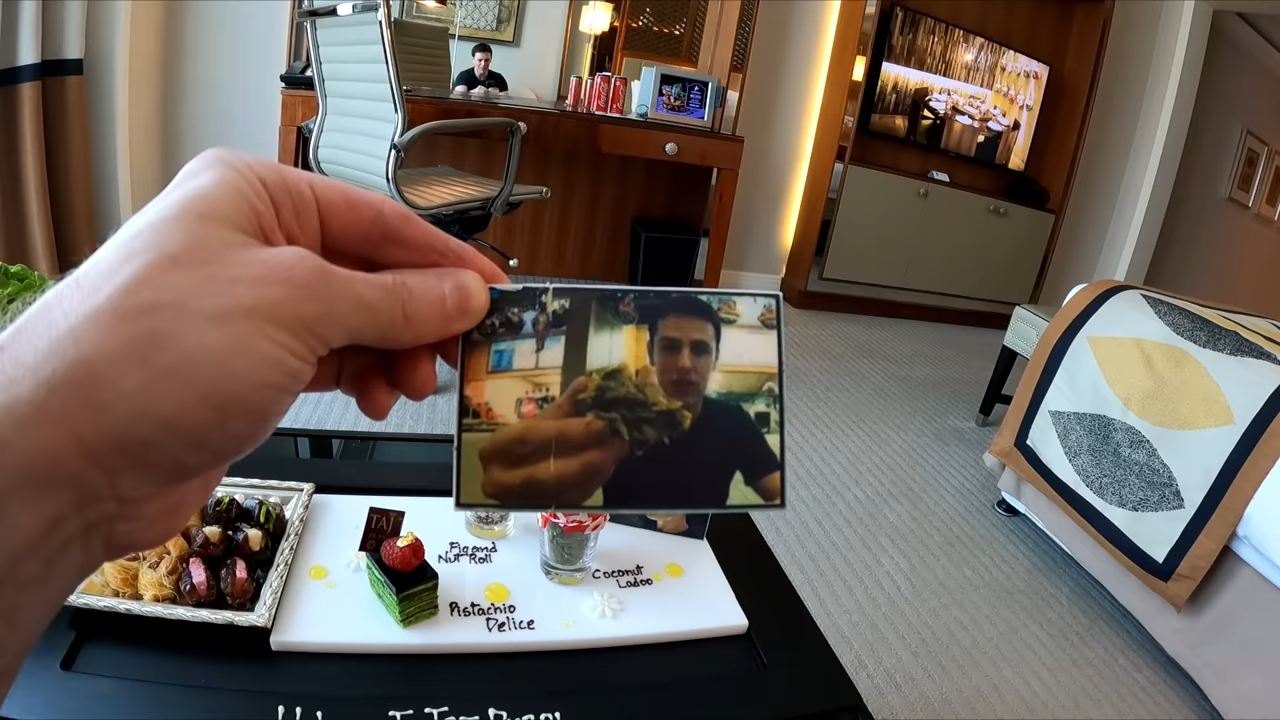 TAJ
Fig and
Nut Roll
Pistachio
Delice
Coconut
Ladoo